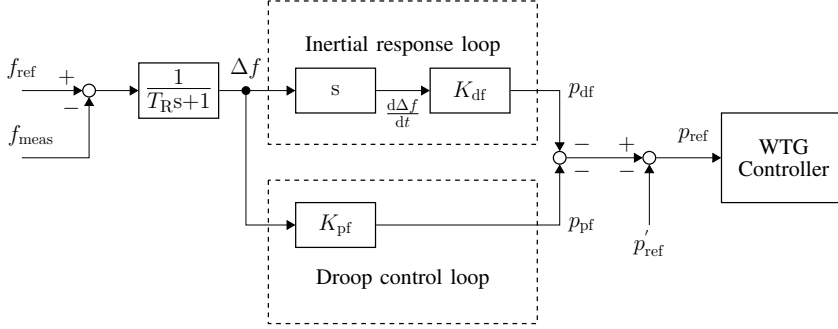 Inertial response loop
f_ref
+
−
f_meas
1
T_R s+1
Δf
s
dΔf
dt
K_df
p_df
−
−
+
−
p_ref
WTG
Controller
K_pf
p_pf
p'_ref
Droop control loop